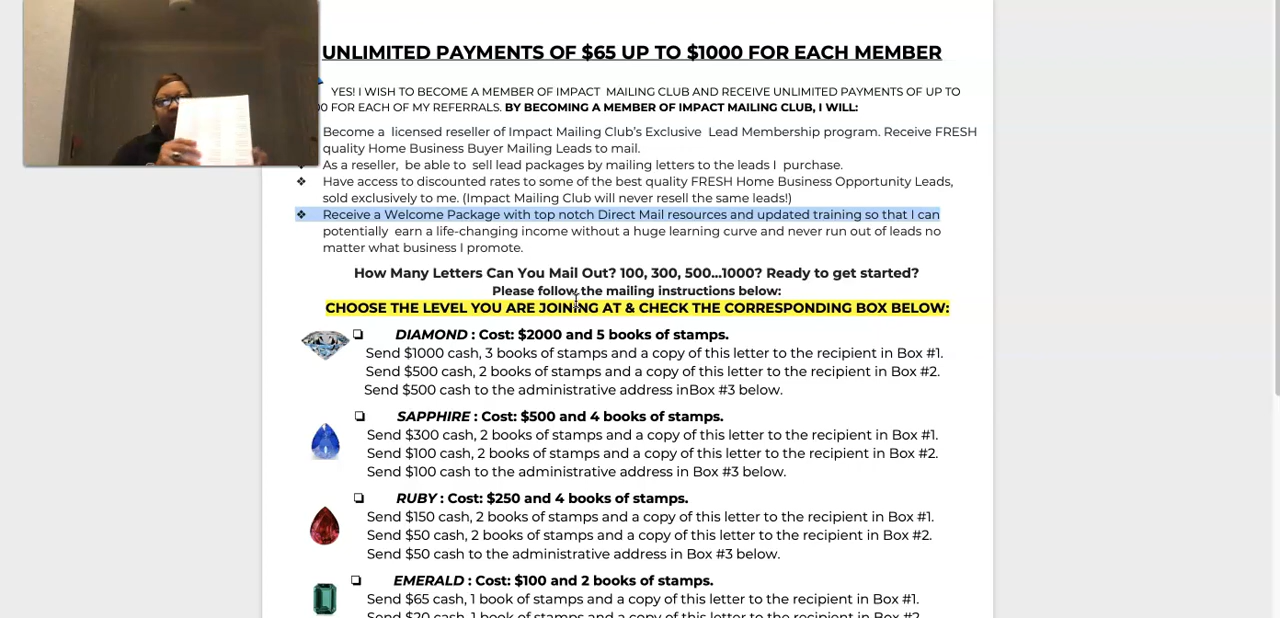 UNLIMITED PAYMENTS OF $65 UP TO $1000 FOR EACH MEMBER
YES! I WISH TO BECOME A MEMBER OF IMPACT MAILING CLUB AND RECEIVE UNLIMITED PAYMENTS OF UP TO
FOR EACH OF MY REFERRALS. BY BECOMING A MEMBER OF IMPACT MAILING CLUB, I WILL:
Become a licensed reseller of Impact Mailing Club's Exclusive Lead Membership program. Receive FRESH
quality Home Business Buyer Mailing Leads to mail.
❖ As a reseller, be able to sell lead packages by mailing letters to the leads I purchase.
❖ Have access to discounted rates to some of the best quality FRESH Home Business Opportunity Leads,
sold exclusively to me. (Impact Mailing Club will never resell the same leads!)
❖ Receive a Welcome Package with top notch Direct Mail resources and updated training so that I can
potentially earn a life-changing income without a huge learning curve and never run out of leads no
matter what business I promote.
How Many Letters Can You Mail Out? 100, 300, 500...1000? Ready to get started?
Please follow the mailing instructions below:
CHOOSE THE LEVEL YOU ARE JOINING AT & CHECK THE CORRESPONDING BOX BELOW:
❏ DIAMOND : Cost: $2000 and 5 books of stamps.
Send $1000 cash, 3 books of stamps and a copy of this letter to the recipient in Box #1.
Send $500 cash, 2 books of stamps and a copy of this letter to the recipient in Box #2.
Send $500 cash to the administrative address inBox #3 below.
❏ SAPPHIRE : Cost: $500 and 4 books of stamps.
Send $300 cash, 2 books of stamps and a copy of this letter to the recipient in Box #1.
Send $100 cash, 2 books of stamps and a copy of this letter to the recipient in Box #2.
Send $100 cash to the administrative address in Box #3 below.
❏ RUBY : Cost: $250 and 4 books of stamps.
Send $150 cash, 2 books of stamps and a copy of this letter to the recipient in Box #1.
Send $50 cash, 2 books of stamps and a copy of this letter to the recipient in Box #2.
Send $50 cash to the administrative address in Box #3 below.
❏ EMERALD : Cost: $100 and 2 books of stamps.
Send $65 cash, 1 book of stamps and a copy of this letter to the recipient in Box #1.
Send $20 cash, 1 book of stamps and a copy of this letter to the recipient in Box #2.